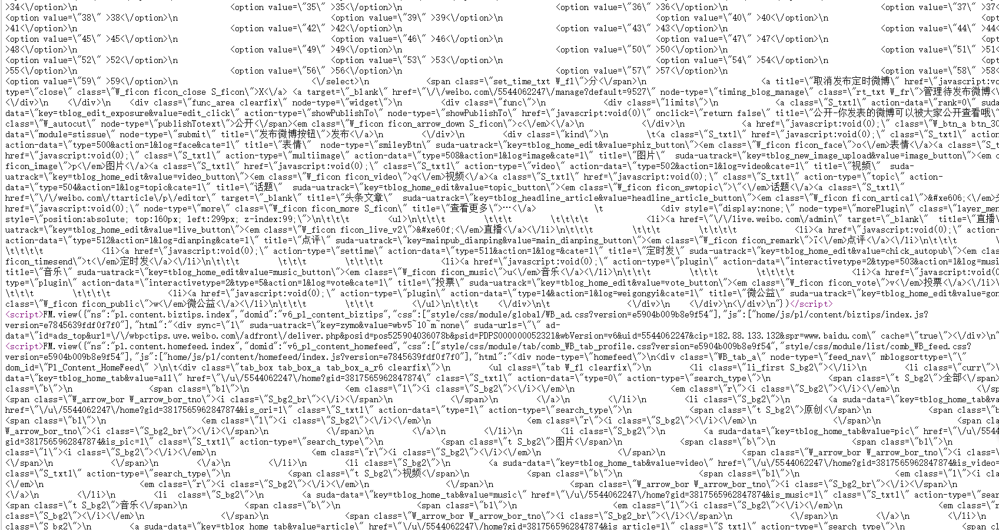 >34<\/option>\n <option value=\"35\" >35<\/option>\n <option value=\"36\" >36<\/option>\n <option value=\"37\" >37<
<option value=\"38\" >38<\/option>\n <option value=\"39\" >39<\/option>\n <option value=\"40\" >40<\/option>\n <opt
>41<\/option>\n <option value=\"42\" >42<\/option>\n <option value=\"43\" >43<\/option>\n <option value=\"44\" >44<
<option value=\"45\" >45<\/option>\n <option value=\"46\" >46<\/option>\n <option value=\"47\" >47<\/option>\n <opt
>48<\/option>\n <option value=\"49\" >49<\/option>\n <option value=\"50\" >50<\/option>\n <option value=\"51\" >51<
<option value=\"52\" >52<\/option>\n <option value=\"53\" >53<\/option>\n <option value=\"54\" >54<\/option>\n <opt
>55<\/option>\n <option value=\"56\" >56<\/option>\n <option value=\"57\" >57<\/option>\n <option value=\"58\" >58<
<option value=\"59\" >59<\/option>\n <\/select>\n <span class=\"set_time_txt W_fl\">分<\/span>\n <a title=\"取消发布定时微博\" href=\"javascript:vo
type=\"close\" class=\"W_ficon ficon_close S_ficon\">X<\/a> <a target=\"_blank\" href=\"\/\/weibo.com\/5544062247\/manage?default=9527\" node-type=\"timing_blog_manage\" class=\"rt_txt W_fr\">管理待发布微博<\
<\/div>\n <\/div>\n <div class=\"func_area clearfix\" node-type=\"widget\">\n <div class=\"func\">\n <div class=\"limits\">\n <a class=\"S_txt1\" action-data=\"rank=0\" suda
data=\"key=tblog_edit_exposure&value=edit_click\" action-type=\"showPublishTo\" node-type=\"showPublishTo\" href=\"javascript:void(0)\" onclick=\"return false\" title=\"公开-你发表的微博可以被大家公开查看哦\"
class=\"W_autocut\" node-type=\"publishTotext\">公开<\/span><em class=\"W_ficon ficon_arrow_down S_ficon\">c<\/em><\/a>\n <\/div>\n <a href=\"javascript:void(0);\" class=\"W_btn_a btn_30
data=\"module=stissue\" node-type=\"submit\" title=\"发布微博按钮\">发布<\/a>\n <\/div>\n <div class=\"kind\">\n \t<a class=\"S_txt1\" href=\"javascript:void(0);\" class=\"S_txt1\" action
action-data=\"type=500&action=1&log=face&cate=1\" title=\"表情\" node-type=\"smileyBtn\" suda-uatrack=\"key=tblog_home_edit&value=phiz_button\"><em class=\"W_ficon ficon_face\">o<\/em>表情<\/a><a class=\"S_t
href=\"javascript:void(0);\" class=\"S_txt1\" action-type=\"multiimage\" action-data=\"type=508&action=1&log=image&cate=1\" title=\"图片\" suda-uatrack=\"key=tblog_new_image_upload&value=image_button\"><em c
ficon_image\">p<\/em>图片<\/a><a class=\"S_txt1\" href=\"javascript:void(0);\" class=\"S_txt1\" action-type=\"video\" action-data=\"type=502&action=1&log=video&cate=1\" title=\"视频\" suda-
uatrack=\"key=tblog_home_edit&value=video_button\"><em class=\"W_ficon ficon_video\">q<\/em>视频<\/a><a class=\"S_txt1\" href=\"javascript:void(0);\" class=\"S_txt1\" action-type=\"topic\" action-
data=\"type=504&action=1&log=topic&cate=1\" title=\"话题\" suda-uatrack=\"key=tblog_home_edit&value=topic_button\"><em class=\"W_ficon ficon_swtopic\">\"<\/em>话题<\/a><a class=\"S_txt1\"
href=\"\/\/weibo.com\/ttarticle\/p\/editor\" target=\"_blank\" title=\"头条文章\" suda-uatrack=\"key=tblog_headline_article&value=headline_article_button\"><em class=\"W_ficon ficon_artical\">&#xe606;<\/em>头
href=\"javascript:void(0);\" node-type=\"more\" class=\"W_ficon ficon_more S_ficon\" title=\"查看更多\">…<\/a> \t <div style=\"display:none;\" node-type=\"morePlugin\" class=\"layer_men
style=\"position:absolute; top:160px; left:299px; z-index:99;\">\n\t\t\t <ul>\n\t\t\t \t\t\t \t\t\t\t\t <li><a href=\"\/\/live.weibo.com\/admin\" target=\"_blank\" title=\"直播\
uatrack=\"key=tblog_home_edit&value=live_button\"><em class=\"W_ficon ficon_live_v2\">&#xe60f;<\/em>直播<\/a><\/li>\n\t\t\t \t\t\t \t\t\t\t\t <li><a href=\"javascript:void(0);\" action
action-data=\"type=512&action=1&log=dianping&cate=1\" title=\"点评\" suda-uatrack=\"key=mainpub_dianping&value=main_dianping_button\"><em class=\"W_ficon ficon_remark\">Ï<\/em>点评<\/a><\/li>\n\t\t\t \t
\t\t\t\t\t <li><a href=\"javascript:void(0);\" action-type=\"settime\" action-data=\"type=511&action=1&log=&cate=1\" title=\"定时发\" suda-uatrack=\"key=tblog_home_edit&value=chick_autopub\"><em clas
ficon_timesend\">t<\/em>定时发<\/a><\/li>\n\t\t\t \t\t\t \t\t\t\t\t <li><a href=\"javascript:void(0);\" action-type=\"plugin\" action-data=\"interactivetype=2&type=503&action=1&log=musi
title=\"音乐\" suda-uatrack=\"key=tblog_home_edit&value=music_button\"><em class=\"W_ficon ficon_music\">u<\/em>音乐<\/a><\/li>\n\t\t\t \t\t\t \t\t\t\t\t <li><a href=\"javascript:void(0
type=\"plugin\" action-data=\"interactivetype=2&type=5&action=1&log=vote&cate=1\" title=\"投票\" suda-uatrack=\"key=tblog_home_edit&value=vote_button\"><em class=\"W_ficon ficon_vote\">v<\/em>投票<\/a><\/li>\
\t\t\t \t\t\t\t\t <li><a href=\"javascript:void(0);\" action-type=\"plugin\" action-data=\"type=14&action=1&log=weigongyi&cate=1\" title=\"微公益\" suda-uatrack=\"key=tblog_home_edit&value=gon
class=\"W_ficon ficon_public\">w<\/em>微公益<\/a><\/li>\n\t\t\t \t\t\t <\/ul>\n\t\t\t <\/div>\n\t <\/div>\n <\/div>\n<\/div>\n"})</script>
<script>FM.view({"ns":"pl.content.biztips.index","domid":"v6_pl_content_biztips","css":["style/css/module/global/WB_ad.css?version=e5904b009b8e9f54"],"js":["home/js/pl/content/biztips/index.js?
version=e7845639fdf0f7f0"],"html":"<div sync=\"1\" suda-uatrack=\"key=zymo&value=wbv5~10~m~none\" suda-urls=\"\" ad-
data=\"id=ads_top&url=\/\/wbpctips.uve.weibo.com\/adfront\/deliver.php&posid=pos525904036078b&psid=PDPS000000052321&wbVersion=v6&uid=5544062247&cip=182.88.133.132&spr=www.baidu.com\" cache=\"true\"><\/div>\n"
<script>FM.view({"ns":"pl.content.homefeed.index","domid":"v6_pl_content_homefeed","css":["style/css/module/tab/comb_WB_tab_profile.css?version=e5904b009b8e9f54","style/css/module/list/comb_WB_feed.css?
version=e5904b009b8e9f54"],"js":["home/js/pl/content/homefeed/index.js?version=e7845639fdf0f7f0"],"html":"<div node-type=\"homefeed\">\n<div class=\"WB_tab_a\" node-type=\"feed_nav\" mblogsorttype=\"\"
dom_id=\"Pl_Content_HomeFeed\" >\n\t<div class=\"tab_box tab_box_a tab_box_a_r6 clearfix\">\n <ul class=\"tab W_fl clearfix\">\n <li class=\"li_first S_bg2\"><\/li>\n <li class=\"curr\">\n
data=\"key=tblog_home_tab&value=all\" href=\"\/u\/5544062247\/home?gid=3817565962847874\" class=\"S_txt1\" action-data=\"type=0\" action-type=\"search_type\">\n <span class=\"t S_bg2\">全部<\/span>
class=\"b\">\n <span class=\"b1\">\n <em class=\"l\"><i class=\"S_bg2\"><\/i><\/em>\n <em class=\"r\"><i class=\"S_bg2\"><\/i><\/em>\n <\/sp
<span class=\"W_arrow_bor W_arrow_bor_tno\"><i class=\"S_bg2_br\"><\/i><\/span>\n <\/span>\n <\/a>\n <\/li>\n <li class=\"S_bg2\">\n <a suda-data=\"key=tblog_home_tab&va
href=\"\/u\/5544062247\/home?gid=3817565962847874&is_ori=1\" class=\"S_txt1\" action-data=\"type=1\" action-type=\"search_type\">\n <span class=\"t S_bg2\">原创<\/span>\n <span class=\"b
<span class=\"b1\">\n <em class=\"l\"><i class=\"S_bg2\"><\/i><\/em>\n <em class=\"r\"><i class=\"S_bg2\"><\/i><\/em>\n <\/span>\n <span
W_arrow_bor_tno\"><i class=\"S_bg2_br\"><\/i><\/span>\n <\/span>\n <\/a>\n <\/li>\n <li class=\"S_bg2\">\n <a suda-data=\"key=tblog_home_tab&value=pic\" href=\"\/u\/5544
gid=3817565962847874&is_pic=1\" class=\"S_txt1\" action-type=\"search_type\">\n <span class=\"t S_bg2\">图片<\/span>\n <span class=\"b\">\n <span class=\"b1\">\n
class=\"l\"><i class=\"S_bg2\"><\/i><\/em>\n <em class=\"r\"><i class=\"S_bg2\"><\/i><\/em>\n <\/span>\n <span class=\"W_arrow_bor W_arrow_bor_tno\"><i class=\
<\/span>\n <\/span>\n <\/a>\n <\/li>\n <li class=\"S_bg2\">\n <a suda-data=\"key=tblog_home_tab&value=video\" href=\"\/u\/5544062247\/home?gid=3817565962847874&is_video=
class=\"S_txt1\" action-type=\"search_type\">\n <span class=\"t S_bg2\">视频<\/span>\n <span class=\"b\">\n <span class=\"b1\">\n <em class=\"l\"><i c
<\/em>\n <em class=\"r\"><i class=\"S_bg2\"><\/i><\/em>\n <\/span>\n <span class=\"W_arrow_bor W_arrow_bor_tno\"><i class=\"S_bg2_br\"><\/i><\/span>\n
<\/a>\n <\/li>\n <li class=\"S_bg2\">\n <a suda-data=\"key=tblog_home_tab&value=music\" href=\"\/u\/5544062247\/home?gid=3817565962847874&is_music=1\" class=\"S_txt1\" action-type=\"sear
<span class=\"t S_bg2\">音乐<\/span>\n <span class=\"b\">\n <span class=\"b1\">\n <em class=\"l\"><i class=\"S_bg2\"><\/i><\/em>\n <em class=\"r
S_bg2\"><\/i><\/em>\n <\/span>\n <span class=\"W_arrow_bor W_arrow_bor_tno\"><i class=\"S_bg2_br\"><\/i><\/span>\n <\/span>\n <\/a>\n <\/li>\n
class=\"S_bg2\">\n <a suda-data=\"key=tblog_home_tab&value=article\" href=\"\/u\/5544062247\/home?gid=3817565962847874&is_article=1\" class=\"S_txt1\" action-type=\"search_type\">\n <span cl